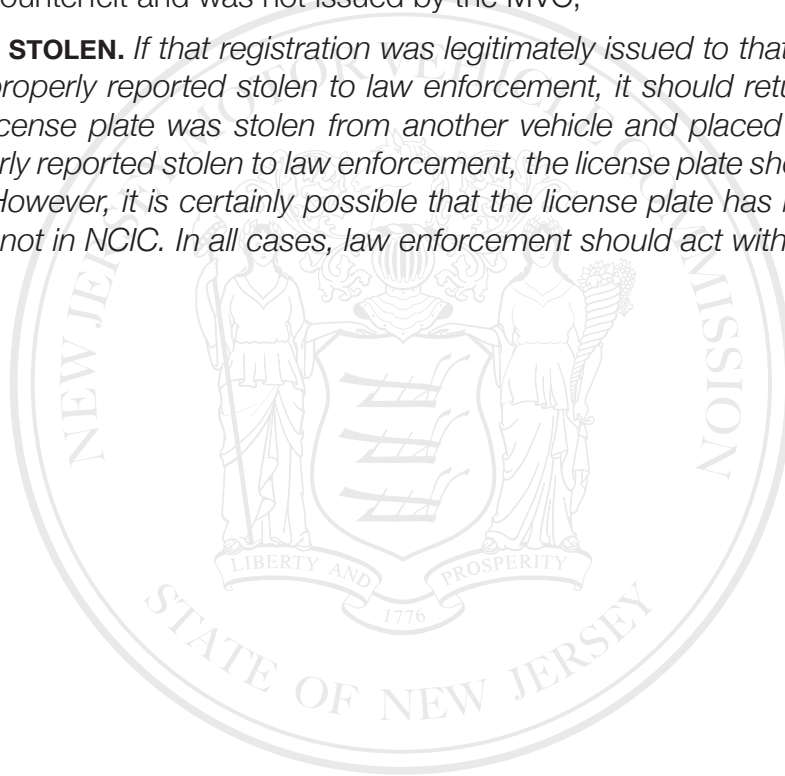 ounterfeit and was not issued by the MVC;
STOLEN. If that registration was legitimately issued to that
properly reported stolen to law enforcement, it should retu
cense plate was stolen from another vehicle and placed
rly reported stolen to law enforcement, the license plate sho
However, it is certainly possible that the license plate has
not in NCIC. In all cases, law enforcement should act with
NEW JERSEY MOTOR VEHICLE COMMISSION
LIBERTY AND PROSPERITY
1776
STATE OF NEW JERSEY